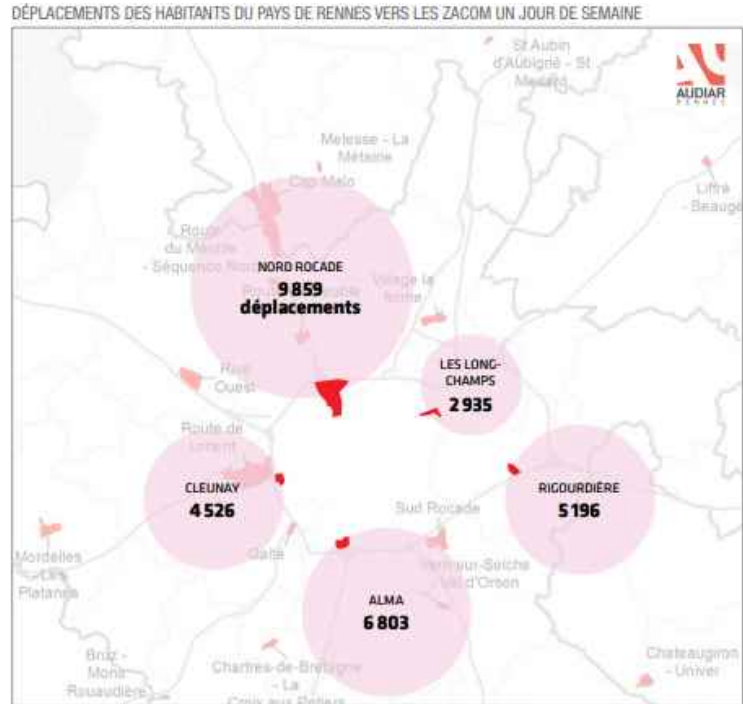 DÉPLACEMENTS DES HABITANTS DU PAYS DE RENNES VERS LES ZACOM UN JOUR DE SEMAINE
St Aubin
d'Aubigné - St
Medard
AUDIAR
RENNES
Melesse - La
Métairie
Cap Malo
Liffré
- Beaugé
Route
du Meuble
- Séquence Nord
NORD ROCADE
9 859
déplacements
Village la
forme
Rive
Ouest
LES LONG-
CHAMPS
2 935
Route de
Lorient
CLEUNAY
4 526
RIGOURDIÈRE
5 196
Sud Rocade
Gaîté
Mordelles
- Les
Platanes
Vern-sur-Seiche
- Val d'Orson
ALMA
6 803
Bruz -
Mons
Rouaudière
Chartres-de-Bretagne
- La
Croix aux Potiers
Chateaugiron
- Univer